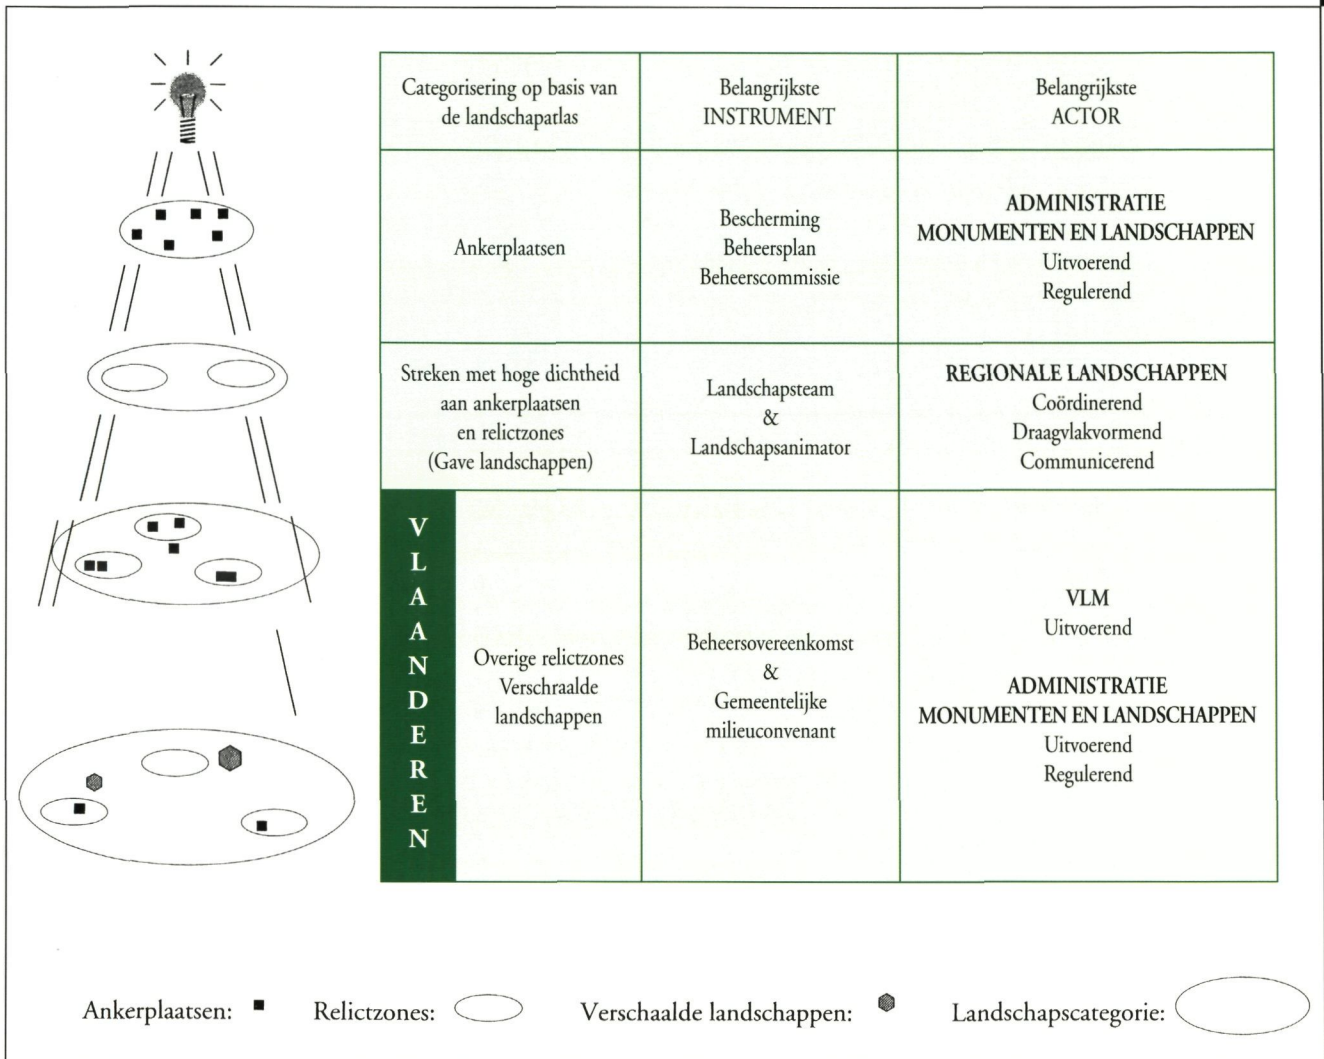 Categorisering op basis van
de landschapatlas
Belangrijkste
INSTRUMENT
Belangrijkste
ACTOR
Ankerplaatsen
Bescherming
Beheersplan
Beheerscommissie
ADMINISTRATIE
MONUMENTEN EN LANDSCHAPPEN
Uitvoerend
Regulerend
Streken met hoge dichtheid
aan ankerplaatsen
en relictzones
(Gave landschappen)
Landschapsteam
&
Landschapsanimator
REGIONALE LANDSCHAPPEN
Coördinerend
Draagvlakvormend
Communicerend
VLAANDEREN
Overige relictzones
Verschraalde
landschappen
Beheersovereenkomst
&
Gemeentelijke
milieuconvenant
VLM
Uitvoerend
ADMINISTRATIE
MONUMENTEN EN LANDSCHAPPEN
Uitvoerend
Regulerend
Ankerplaatsen: Relictzones: Verschaalde landschappen: Landschapscategorie: